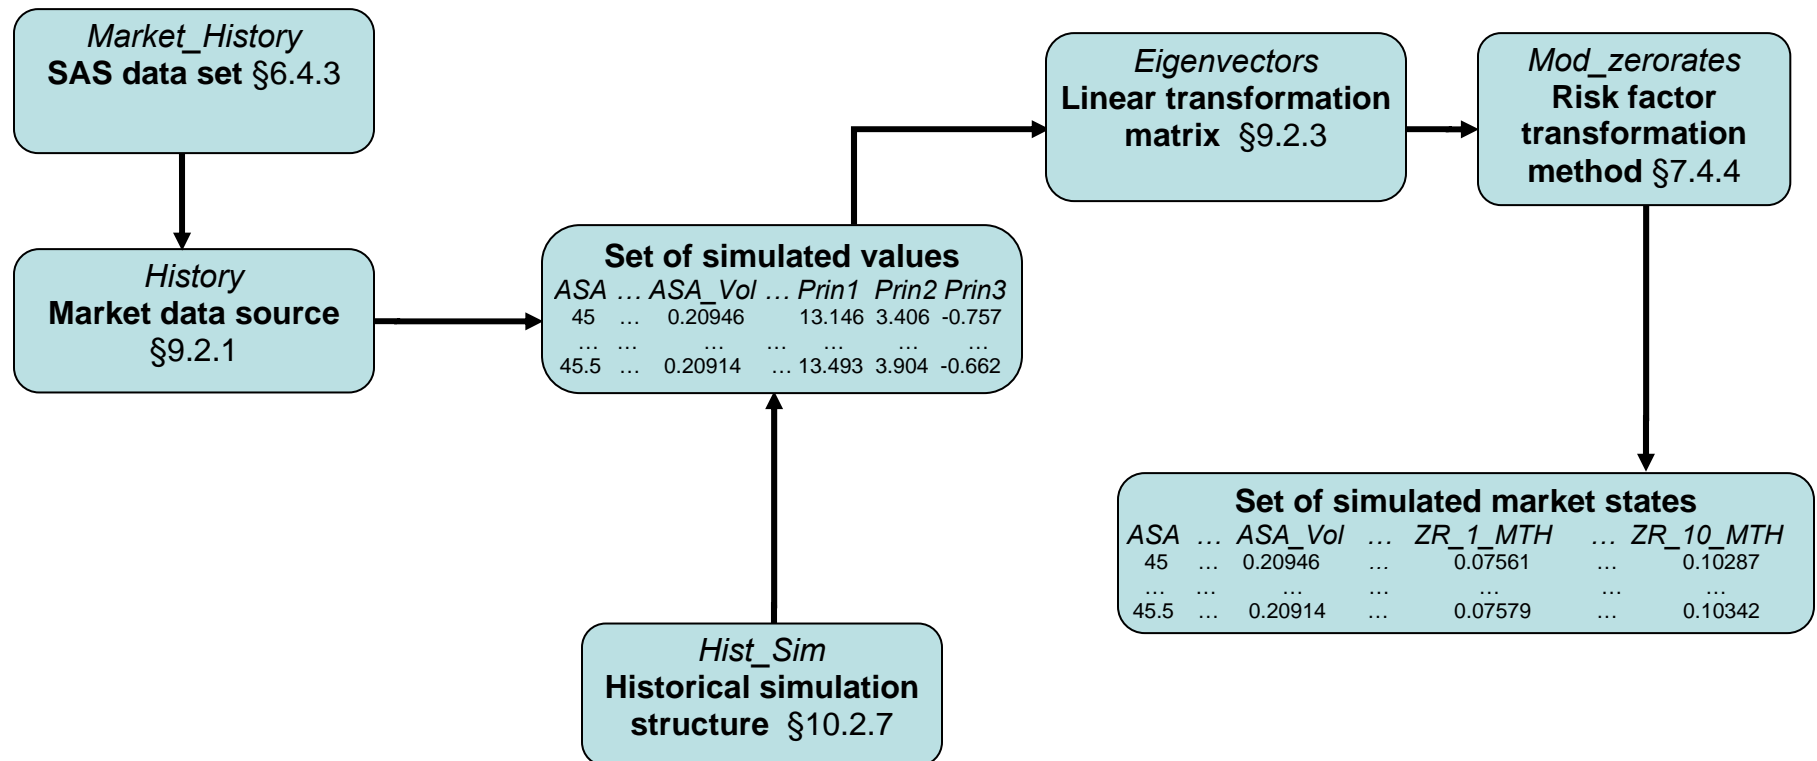 Market_History
SAS data set §6.4.3
History
Market data source
§9.2.1
Set of simulated values
ASA … ASA_Vol … Prin1 Prin2 Prin3
45 … 0.20946 13.146 3.406 -0.757
… … … … … … …
45.5 … 0.20914 … 13.493 3.904 -0.662
Hist_Sim
Historical simulation
structure §10.2.7
Eigenvectors
Linear transformation
matrix §9.2.3
Mod_zerorates
Risk factor
transformation
method §7.4.4
Set of simulated market states
ASA … ASA_Vol … ZR_1_MTH … ZR_10_MTH
45 … 0.20946 … 0.07561 … 0.10287
… … … … … … …
45.5 … 0.20914 … 0.07579 … 0.10342